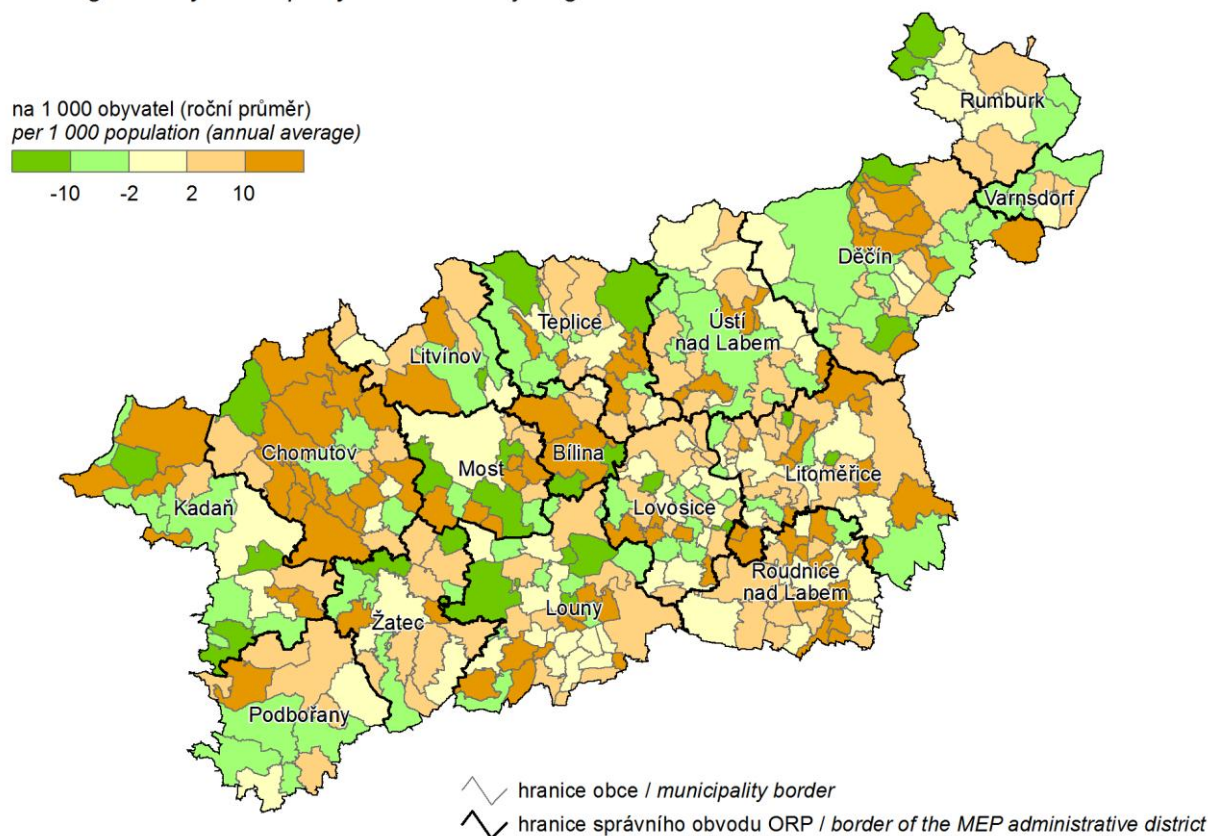 na 1 000 obyvatel (roční průměr)
per 1 000 population (annual average)
-10 -2 2 10
Rumburk
Varnsdorf
Děčín
Teplice
Ústí
nad Labem
Litvínov
Chomutov
Most
Bílina
Litoměřice
Kadaň
Lovosice
Roudnice
nad Labem
Louny
Žatec
Podbořany
hranice obce / municipality border
hranice správního obvodu ORP / border of the MEP administrative district